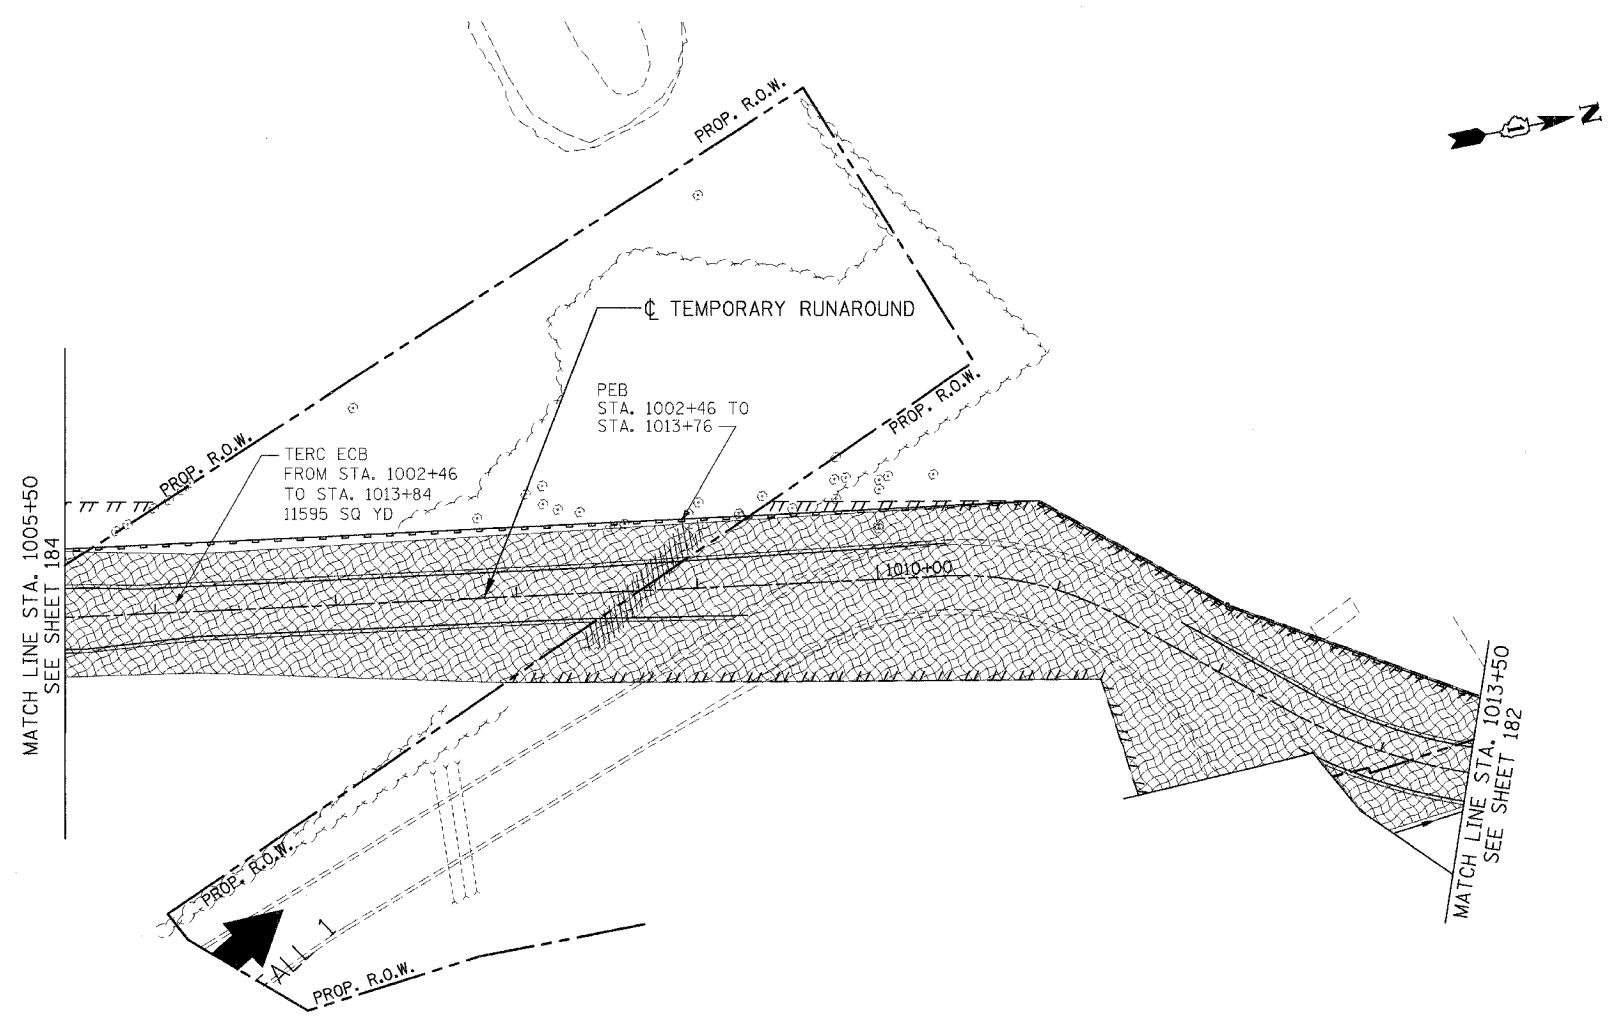 PROP. R.O.W.
N
1
℄ TEMPORARY RUNAROUND
PEB
STA. 1002+46 TO
STA. 1013+76
PROP. R.O.W.
PROP. R.O.W.
TERC ECB
FROM STA. 1002+46
TO STA. 1013+84
11595 SQ YD
MATCH LINE STA. 1005+50
SEE SHEET 184
1010+00
MATCH LINE STA. 1013+50
SEE SHEET 182
PROP. R.O.W.
ALL 1
PROP. R.O.W.